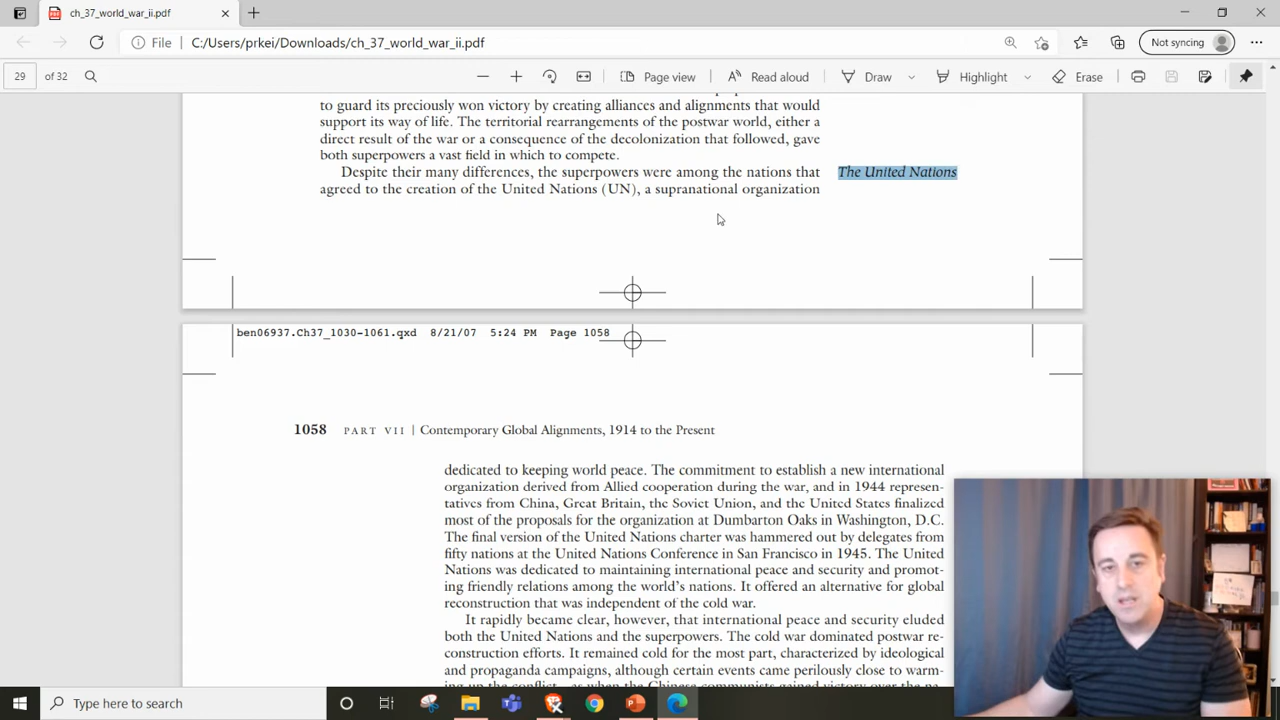 ch_37_world_war_ii.pdf
File
C:/Users/prkei/Downloads/ch_37_world_war_ii.pdf
Not syncing
29
of 32
Page view
Read aloud
Draw
Highlight
Erase
to guard its preciously won victory by creating alliances and alignments that would
support its way of life. The territorial rearrangements of the postwar world, either a
direct result of the war or a consequence of the decolonization that followed, gave
both superpowers a vast field in which to compete.
Despite their many differences, the superpowers were among the nations that
The United Nations
agreed to the creation of the United Nations (UN), a supranational organization
ben06937.Ch37_1030-1061.qxd 8/21/07 5:24 PM Page 1058
1058 PART VII | Contemporary Global Alignments, 1914 to the Present
dedicated to keeping world peace. The commitment to establish a new international
organization derived from Allied cooperation during the war, and in 1944 represen-
tatives from China, Great Britain, the Soviet Union, and the United States finalized
most of the proposals for the organization at Dumbarton Oaks in Washington, D.C.
The final version of the United Nations charter was hammered out by delegates from
fifty nations at the United Nations Conference in San Francisco in 1945. The United
Nations was dedicated to maintaining international peace and security and promot-
ing friendly relations among the world's nations. It offered an alternative for global
reconstruction that was independent of the cold war.
It rapidly became clear, however, that international peace and security eluded
both the United Nations and the superpowers. The cold war dominated postwar re-
construction efforts. It remained cold for the most part, characterized by ideological
and propaganda campaigns, although certain events came perilously close to warm-
ing up the conflict as when the Chinese communists gained victory over the na-
Type here to search